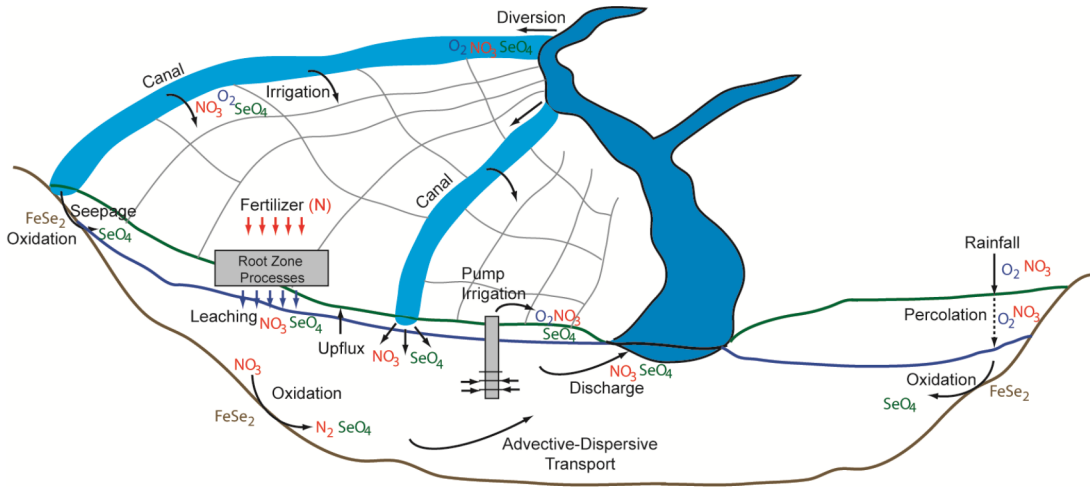 Diversion
O2 NO3 SeO4
Canal
Irrigation
NO3 O2 SeO4
Canal
Fertilizer (N)
FeSe2 Seepage
Oxidation SeO4
Root Zone
Processes
Leaching NO3 SeO4
Upflux
Pump
Irrigation
O2 NO3
SeO4
NO3 SeO4
NO3 SeO4
Discharge
Rainfall
O2 NO3
Percolation O2 NO3
Oxidation
SeO4 FeSe2
NO3
Oxidation
FeSe2
N2 SeO4
Advective-Dispersive
Transport